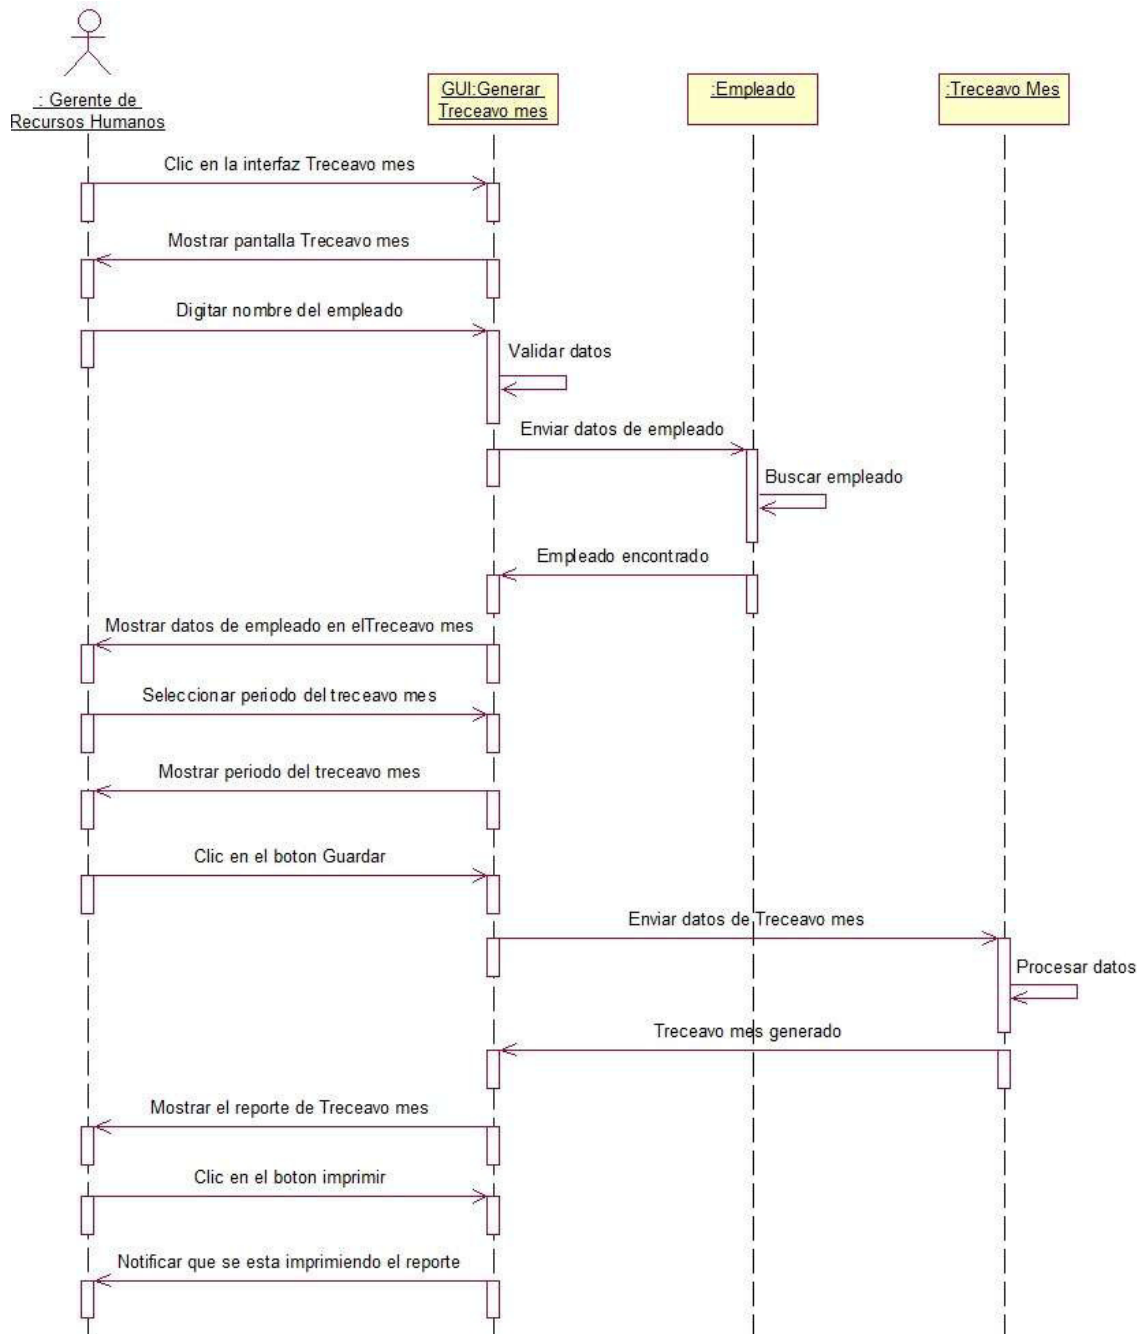 : Gerente de
Recursos Humanos
GUI:Generar
Treceavo mes
:Empleado
:Treceavo Mes
Clic en la interfaz Treceavo mes
Mostrar pantalla Treceavo mes
Digitar nombre del empleado
Validar datos
Enviar datos de empleado
Buscar empleado
Empleado encontrado
Mostrar datos de empleado en elTreceavo mes
Seleccionar periodo del treceavo mes
Mostrar periodo del treceavo mes
Clic en el boton Guardar
Enviar datos de Treceavo mes
Procesar datos
Treceavo mes generado
Mostrar el reporte de Treceavo mes
Clic en el boton imprimir
Notificar que se esta imprimiendo el reporte